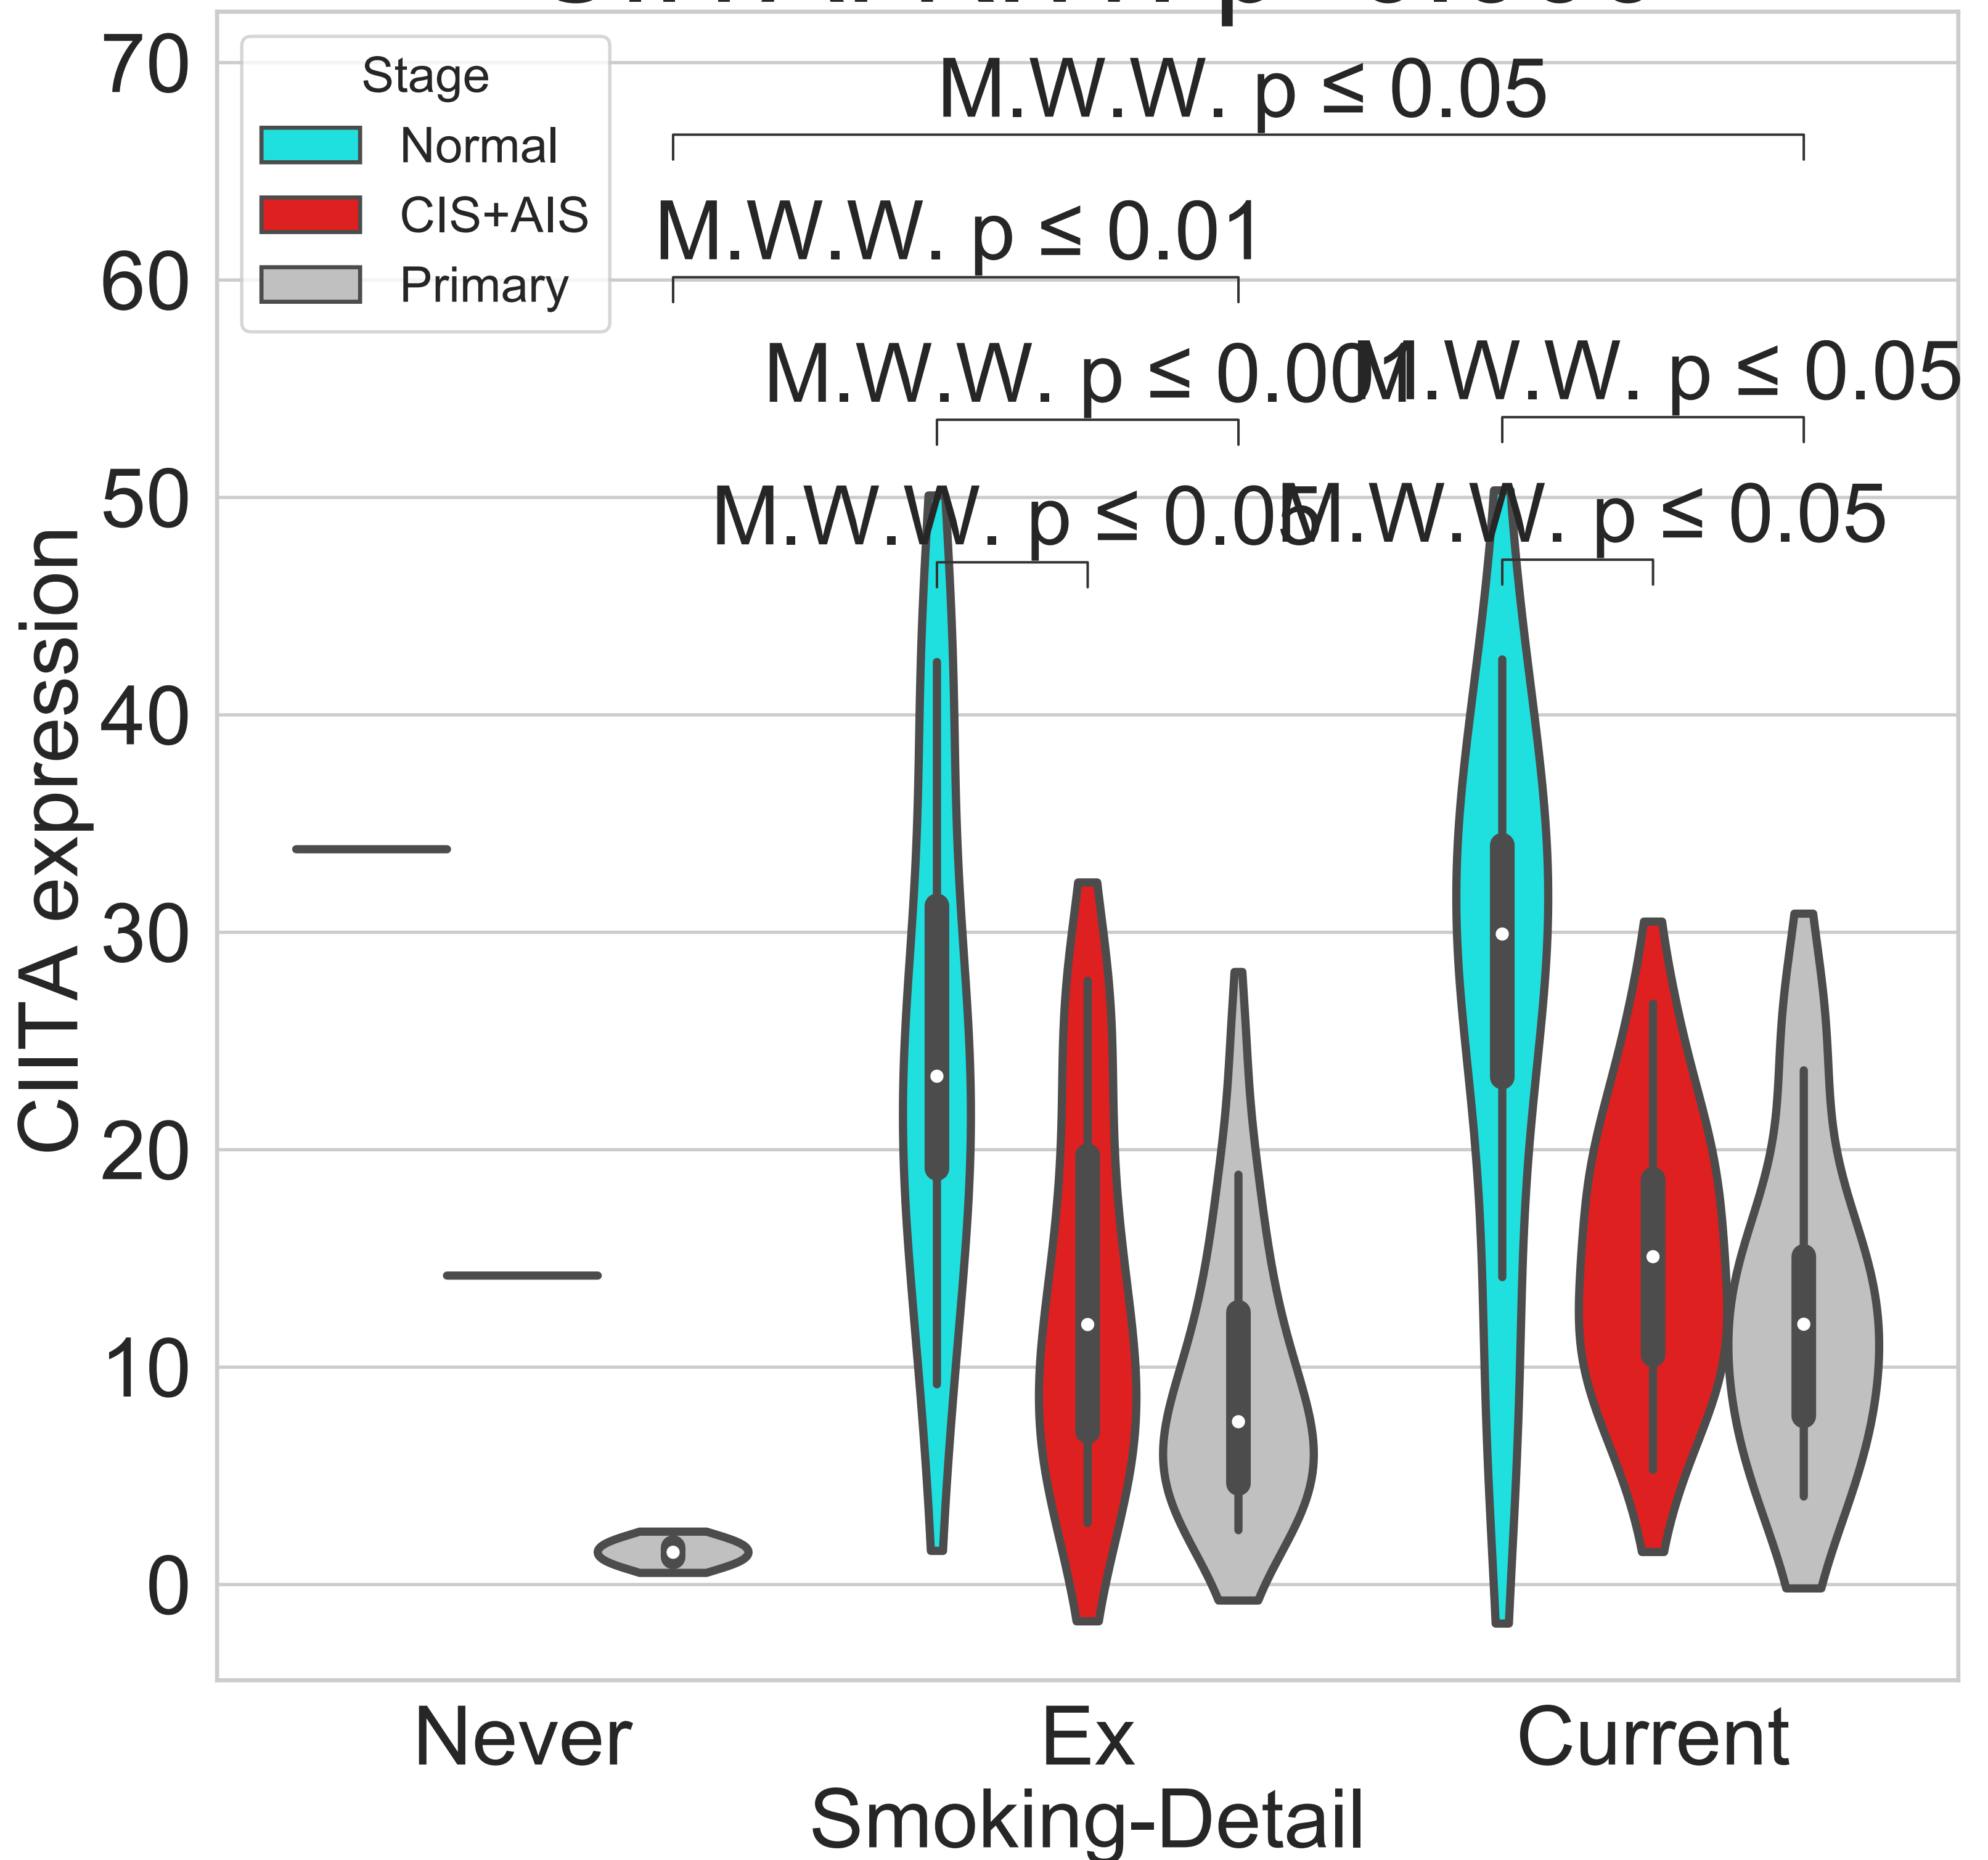 70
60
50
40
30
20
10
0
CIITA expression
Stage
Normal
CIS+AIS
Primary
M.W.W. p ≤ 0.05
M.W.W. p ≤ 0.01
M.W.W. p ≤ 0.001
M.W.W. p ≤ 0.05
M.W.W. p ≤ 0.05
M.W.W. p ≤ 0.05
Never
Ex
Current
Smoking-Detail